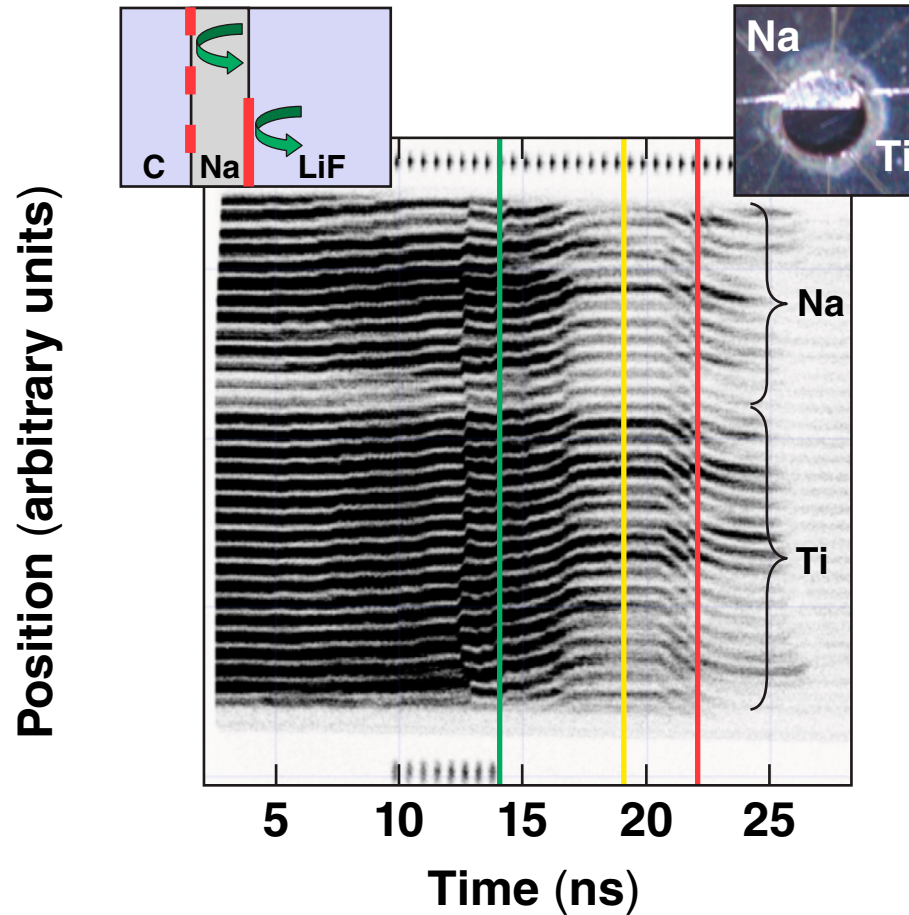 C Na LiF
Na
Ti
Na
Ti
Position (arbitrary units)
5 10 15 20 25
Time (ns)